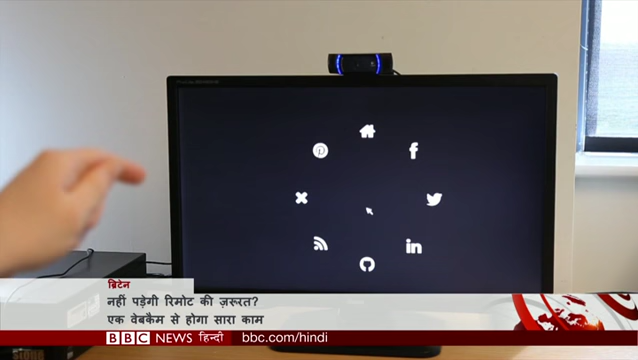 ब्रिटेन
नहीं पड़ेगी रिमोट की ज़रूरत?
एक वेबकैम से होगा सारा काम
BBC NEWS हिन्दी bbc.com/hindi